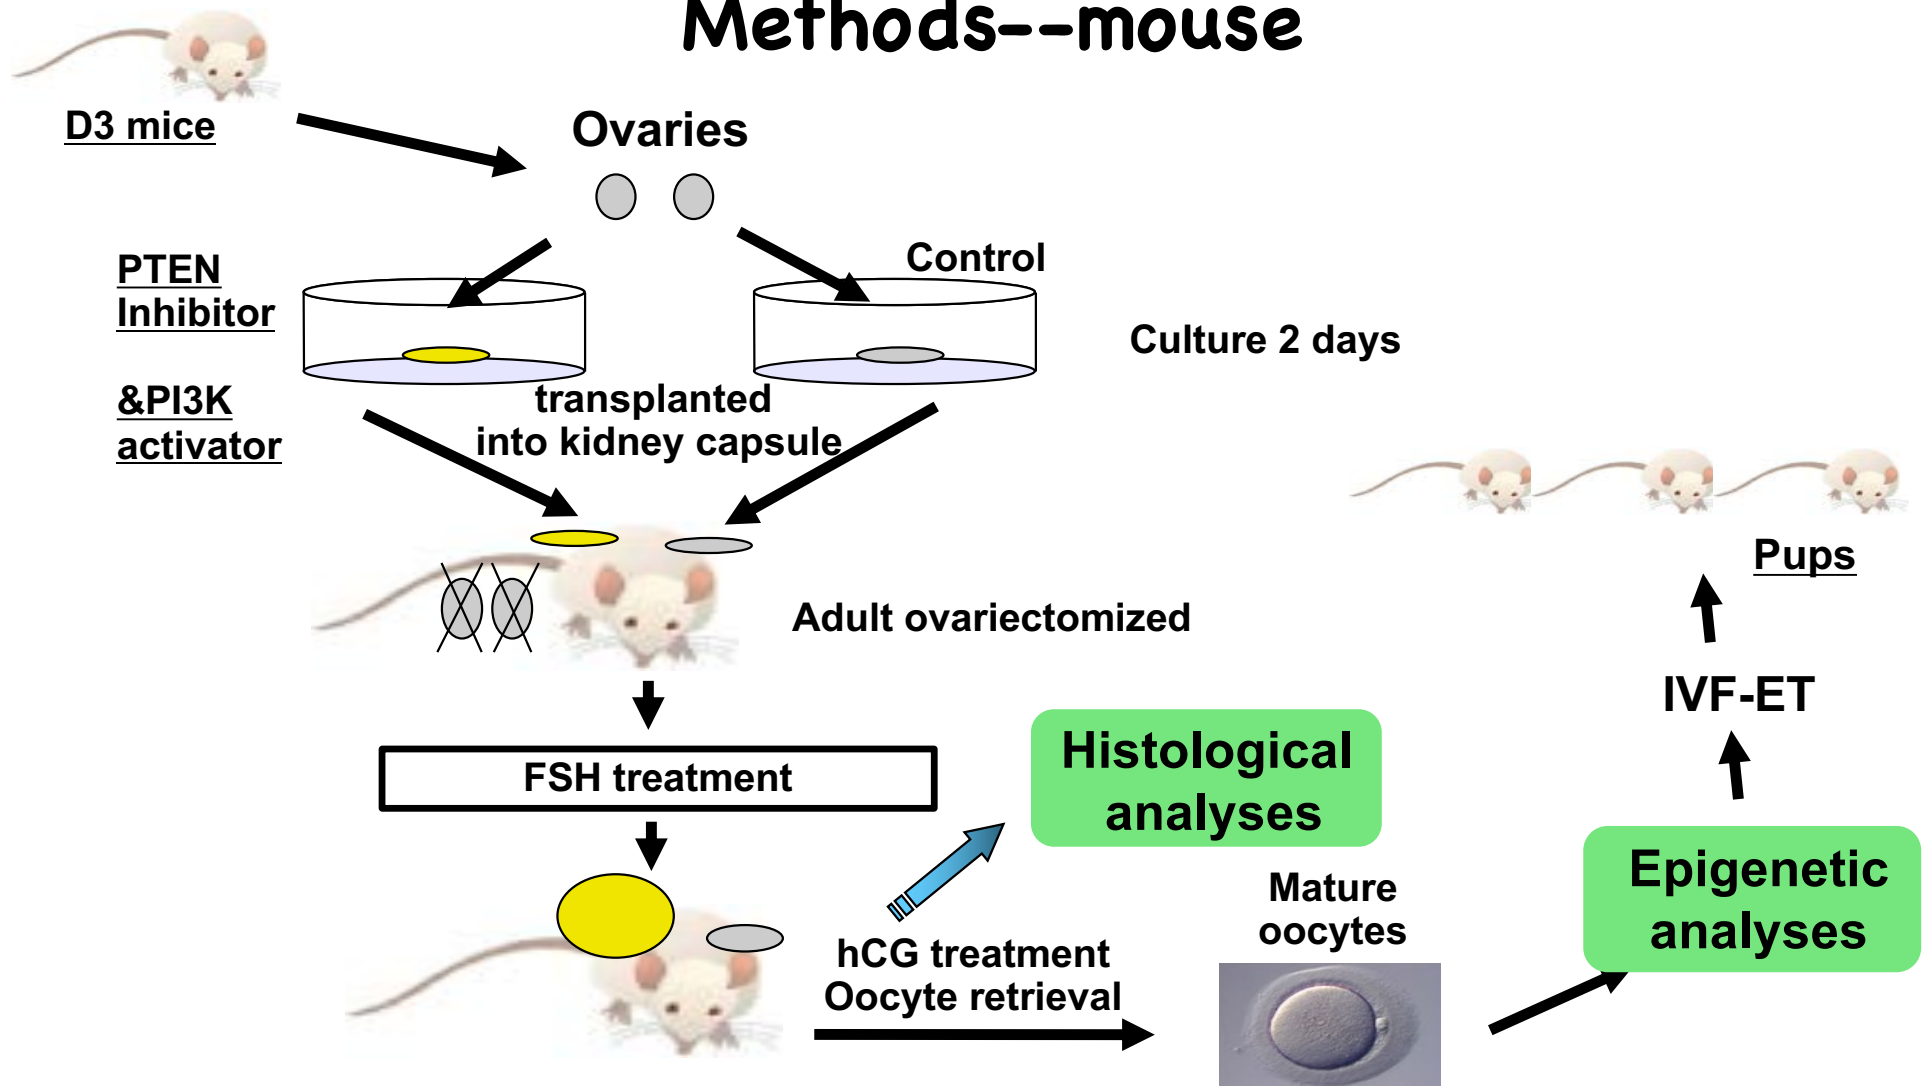 Methods--mouse
D3 mice
Ovaries
PTEN
Inhibitor
&PI3K
activator
Control
Culture 2 days
transplanted
into kidney capsule
Adult ovariectomized
FSH treatment
Histological
analyses
hCG treatment
Oocyte retrieval
Mature
oocytes
Epigenetic
analyses
IVF-ET
Pups